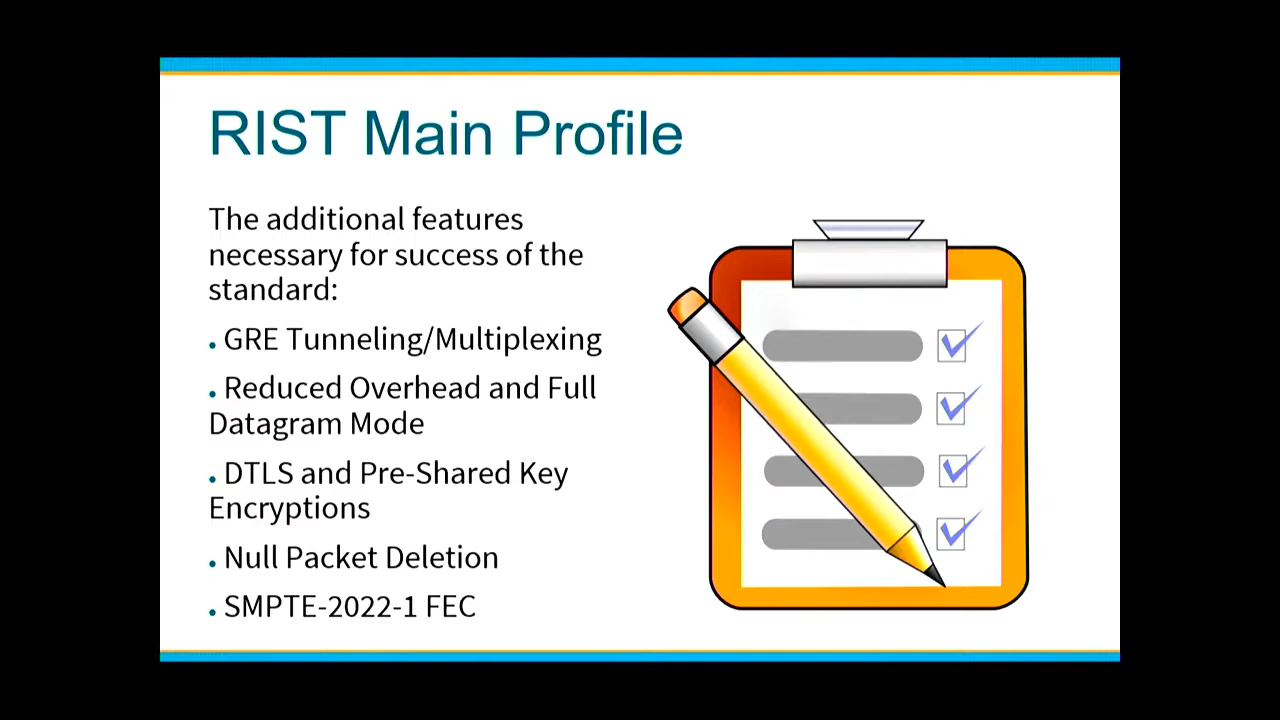 RIST Main Profile
The additional features
necessary for success of the
standard:
• GRE Tunneling/Multiplexing
• Reduced Overhead and Full
Datagram Mode
• DTLS and Pre-Shared Key
Encryptions
• Null Packet Deletion
• SMPTE-2022-1 FEC